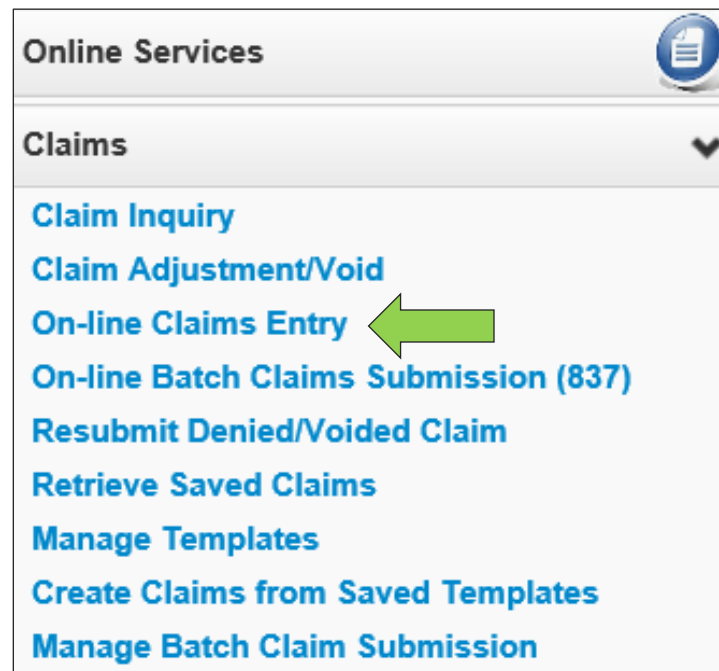 Online Services
Claims
Claim Inquiry
Claim Adjustment/Void
On-line Claims Entry
On-line Batch Claims Submission (837)
Resubmit Denied/Voided Claim
Retrieve Saved Claims
Manage Templates
Create Claims from Saved Templates
Manage Batch Claim Submission